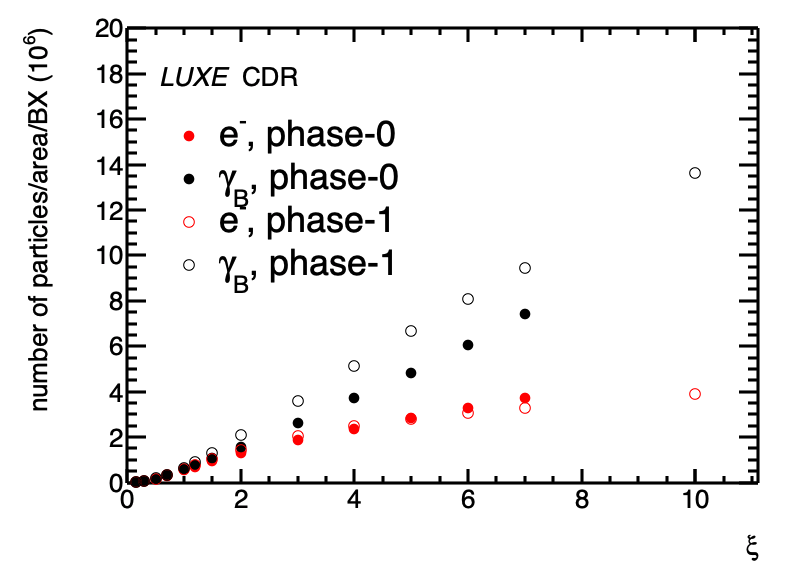 number of particles/area/BX (10⁶)
20
18
16
14
12
10
8
6
4
2
0
LUXE CDR
e⁻, phase-0
γ_B, phase-0
e⁻, phase-1
γ_B, phase-1
0 2 4 6 8 10
ξ